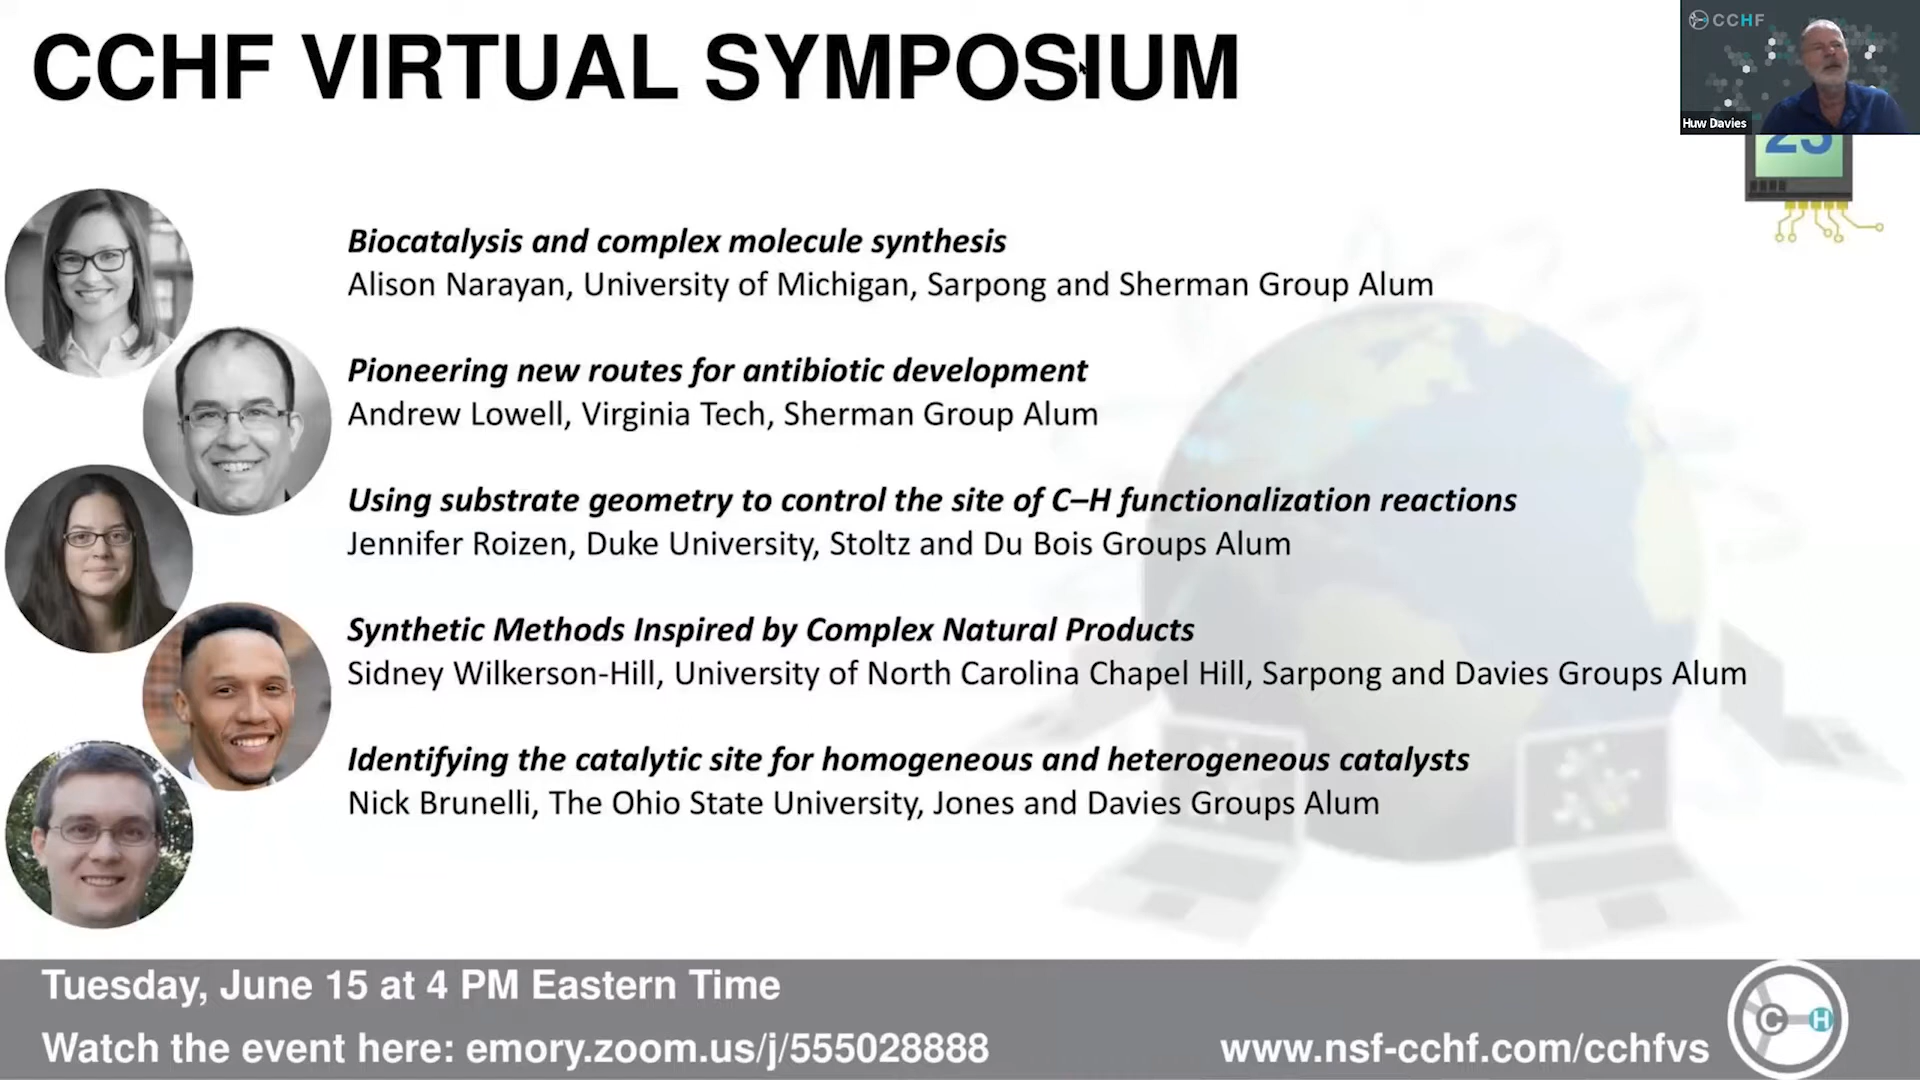 CCHF VIRTUAL SYMPOSIUM
CCHF
Huw Davies
23
Biocatalysis and complex molecule synthesis
Alison Narayan, University of Michigan, Sarpong and Sherman Group Alum
Pioneering new routes for antibiotic development
Andrew Lowell, Virginia Tech, Sherman Group Alum
Using substrate geometry to control the site of C–H functionalization reactions
Jennifer Roizen, Duke University, Stoltz and Du Bois Groups Alum
Synthetic Methods Inspired by Complex Natural Products
Sidney Wilkerson-Hill, University of North Carolina Chapel Hill, Sarpong and Davies Groups Alum
Identifying the catalytic site for homogeneous and heterogeneous catalysts
Nick Brunelli, The Ohio State University, Jones and Davies Groups Alum
Tuesday, June 15 at 4 PM Eastern Time
Watch the event here: emory.zoom.us/j/555028888
www.nsf-cchf.com/cchfvs
C H